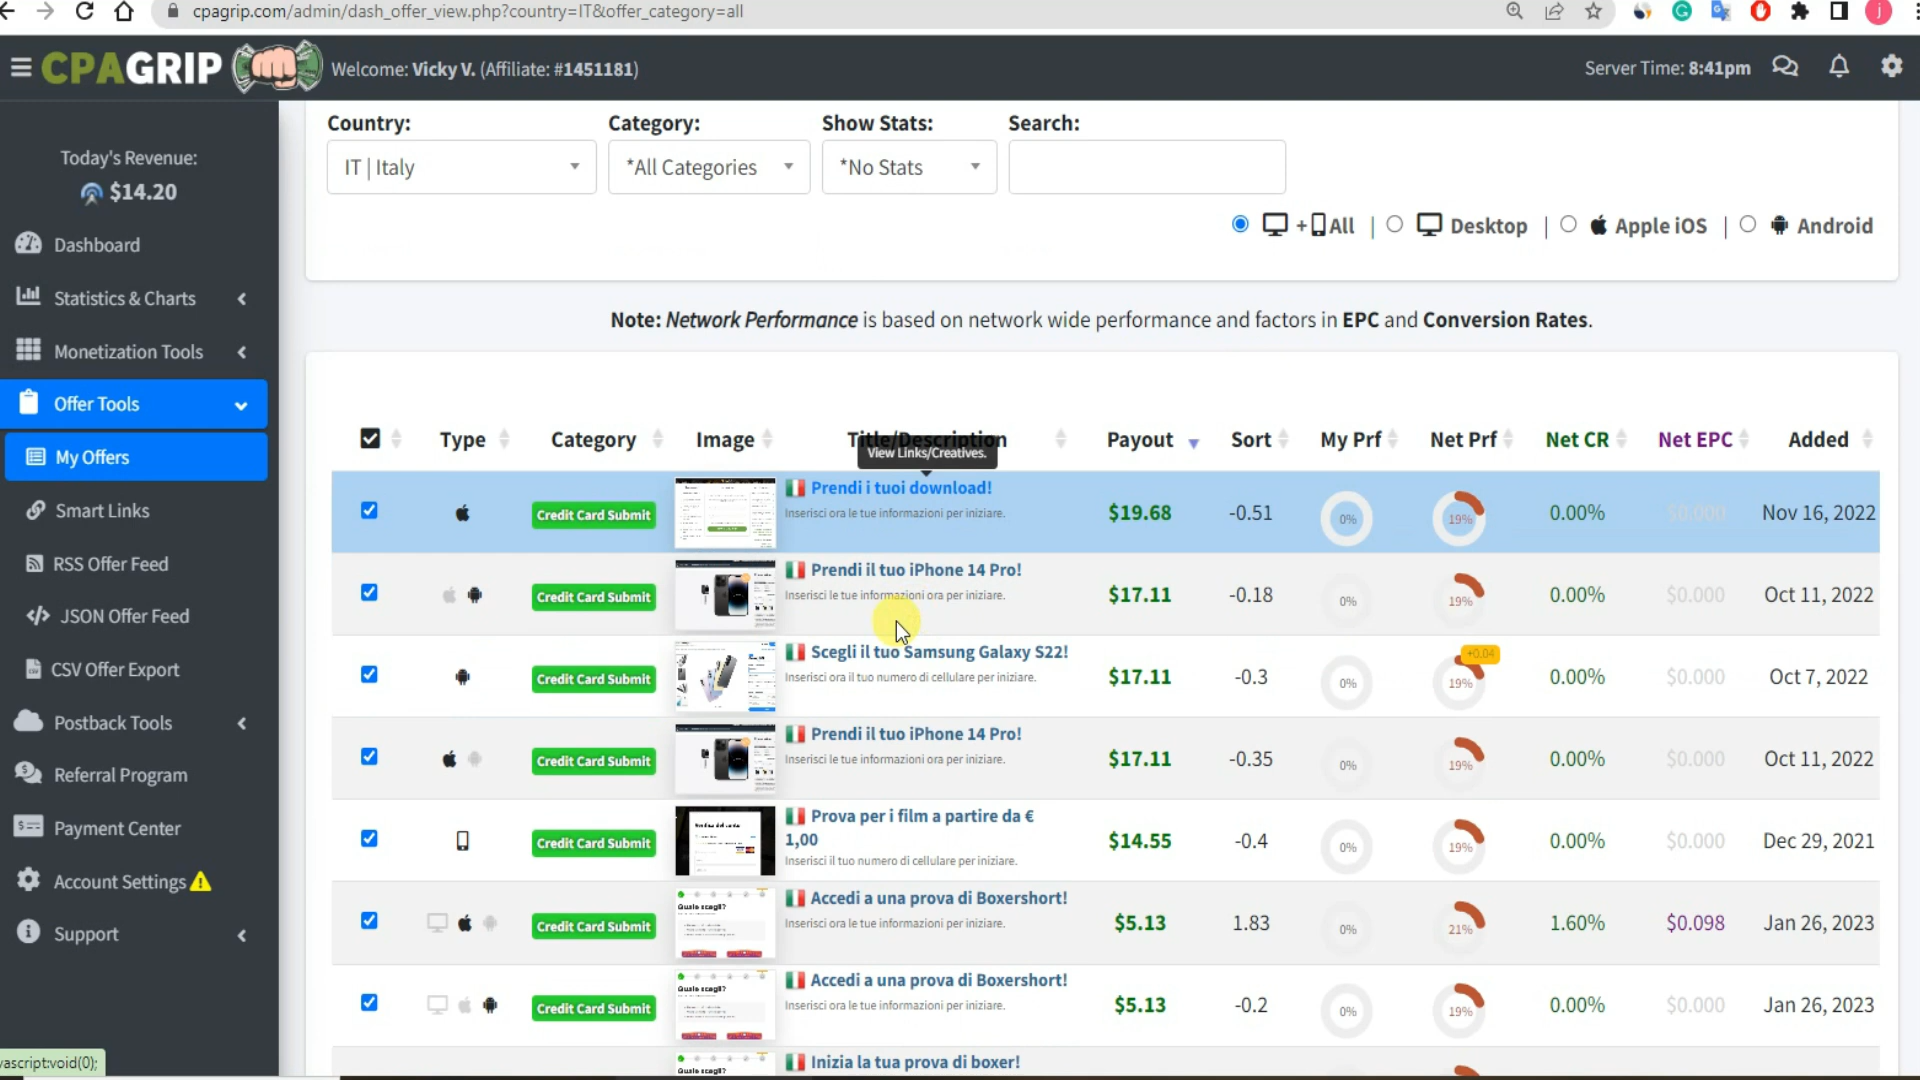 cpagrip.com/admin/dash_offer_view.php?country=IT&offer_category=all
j
CPAGRIP
Welcome: Vicky V. (Affiliate: #1451181)
Server Time: 8:41pm
Today's Revenue:
$14.20
Dashboard
Statistics & Charts
Monetization Tools
Offer Tools
My Offers
Smart Links
RSS Offer Feed
JSON Offer Feed
CSV Offer Export
Postback Tools
Referral Program
Payment Center
Account Settings
Support
vascript:void(0);
Country: Category: Show Stats: Search:
IT | Italy *All Categories *No Stats
+ All | Desktop | Apple iOS | Android
Note: Network Performance is based on network wide performance and factors in EPC and Conversion Rates.
Type Category Image Title/Description Payout Sort My Prf Net Prf Net CR Net EPC Added
View Links/Creatives.
Credit Card Submit Prendi i tuoi download! $19.68 -0.51 0% 19% 0.00% $0.000 Nov 16, 2022
Inserisci ora le tue informazioni per iniziare.
Credit Card Submit Prendi il tuo iPhone 14 Pro! $17.11 -0.18 0% 19% 0.00% $0.000 Oct 11, 2022
Inserisci le tue informazioni ora per iniziare.
+0.04
Credit Card Submit Scegli il tuo Samsung Galaxy S22! $17.11 -0.3 0% 19% 0.00% $0.000 Oct 7, 2022
Inserisci ora il tuo numero di cellulare per iniziare.
Credit Card Submit Prendi il tuo iPhone 14 Pro! $17.11 -0.35 0% 19% 0.00% $0.000 Oct 11, 2022
Inserisci le tue informazioni ora per iniziare.
Credit Card Submit Prova per i film a partire da € $14.55 -0.4 0% 19% 0.00% $0.000 Dec 29, 2021
1,00
Inserisci il tuo numero di cellulare per iniziare.
Quale scegli?
Credit Card Submit Accedi a una prova di Boxershort! $5.13 1.83 0% 21% 1.60% $0.098 Jan 26, 2023
Inserisci ora le tue informazioni per iniziare.
Quale scegli?
Credit Card Submit Accedi a una prova di Boxershort! $5.13 -0.2 0% 19% 0.00% $0.000 Jan 26, 2023
Inserisci ora le tue informazioni per iniziare.
Quale scegli?
Inizia la tua prova di boxer!